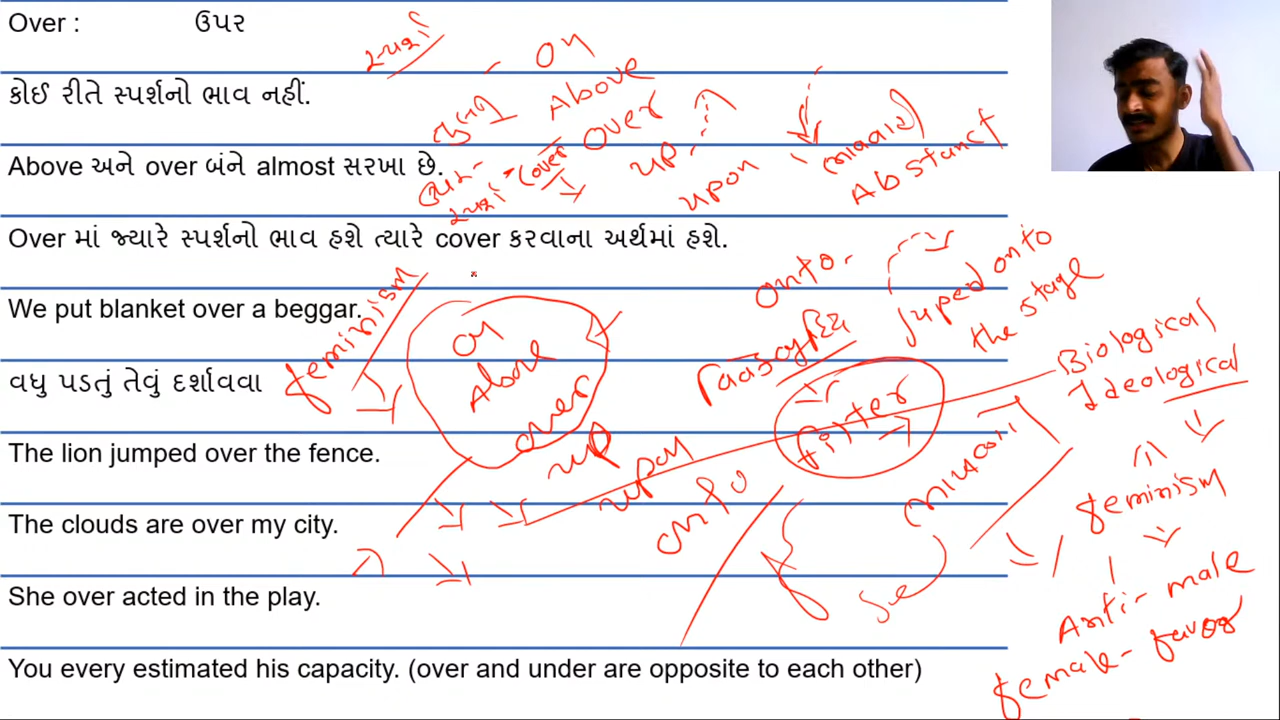 Over : ઉપર
કોઈ રીતે સ્પર્શનો ભાવ નહીં.
Above અને over બંને almost સરખા છે.
Over માં જ્યારે સ્પર્શનો ભાવ હશે ત્યારે cover કરવાના અર્થમાં હશે.
We put blanket over a beggar.
વધુ પડતું તેવું દર્શાવવા
The lion jumped over the fence.
The clouds are over my city.
She over acted in the play.
You every estimated his capacity. (over and under are opposite to each other)
સ્પર્શ
on
Above
over
cover
સ્પર્શ
up
upon
Abstunct
onto
juped onto
the stage
feminism
on
Above
over
up
upon
onto
filter
Biological
Ideological
feminism
Anti-male
female-favor